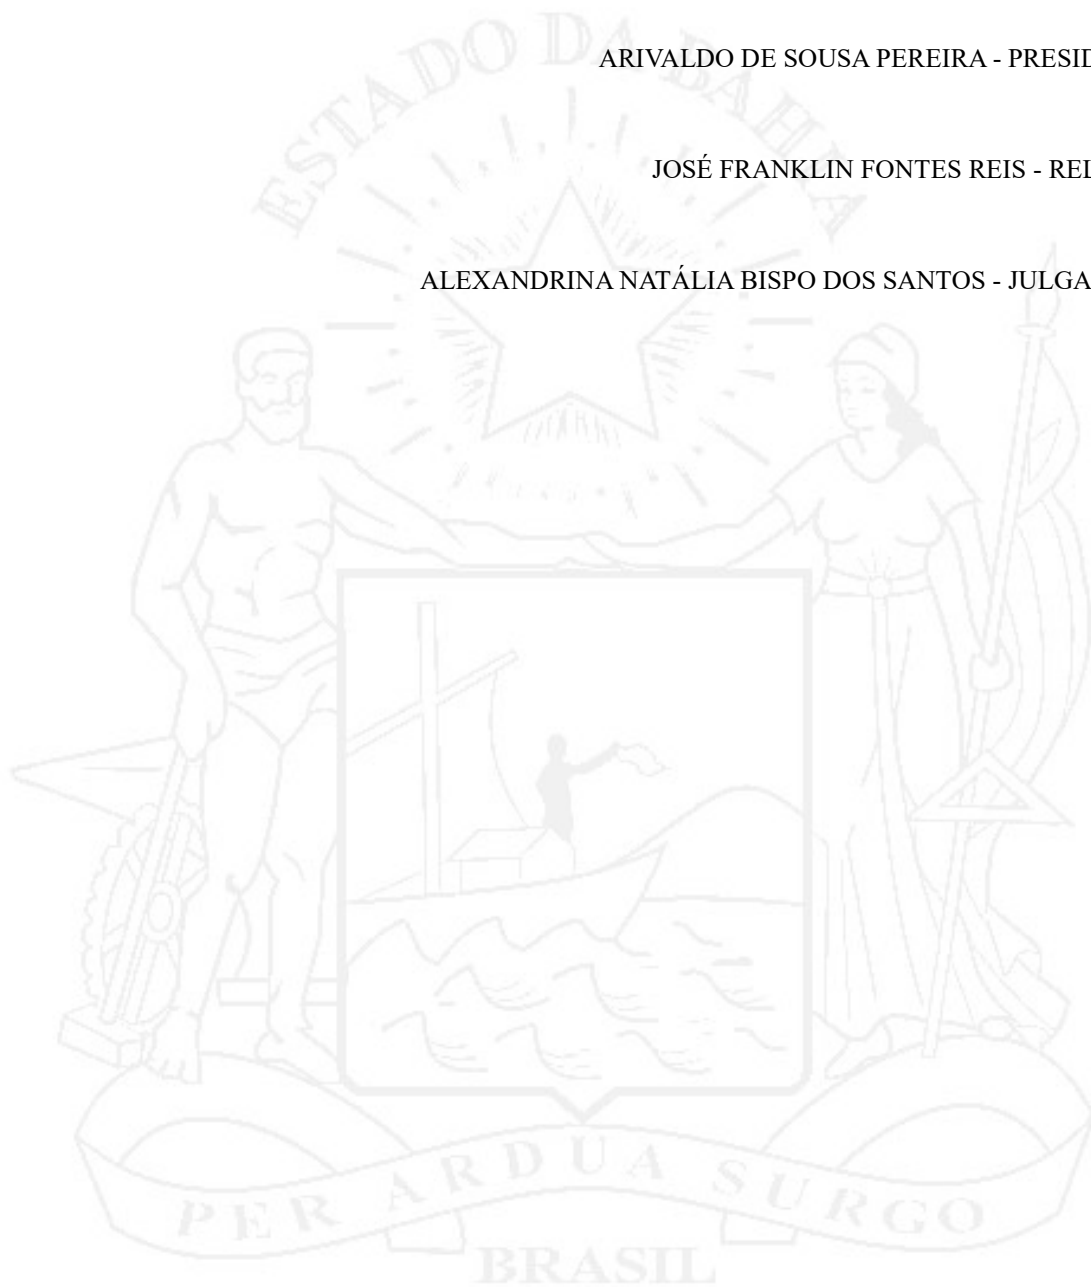 ESTADO DA BAHIA
ARIVALDO DE SOUSA PEREIRA - PRESID
JOSÉ FRANKLIN FONTES REIS - REL
ALEXANDRINA NATÁLIA BISPO DOS SANTOS - JULGA
PER ARDUA SURGO
BRASIL